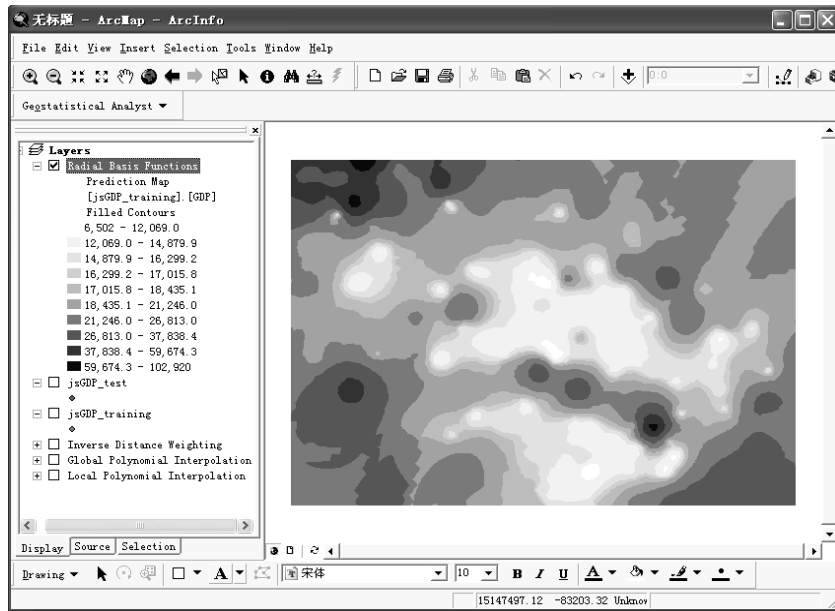 无标题 - ArcMap - ArcInfo
File Edit View Insert Selection Tools Window Help
0:0
Geostatistical Analyst
Layers
Radial Basis Functions
Prediction Map
[jsGDP_training].[GDP]
Filled Contours
6,502 - 12,069.0
12,069.0 - 14,879.9
14,879.9 - 16,299.2
16,299.2 - 17,015.8
17,015.8 - 18,435.1
18,435.1 - 21,246.0
21,246.0 - 26,813.0
26,813.0 - 37,838.4
37,838.4 - 59,674.3
59,674.3 - 102,920
jsGDP_test
jsGDP_training
Inverse Distance Weighting
Global Polynomial Interpolation
Local Polynomial Interpolation
Display Source Selection
Drawing A 宋体 10 B I U A
15147497.12 -83203.32 Unknow